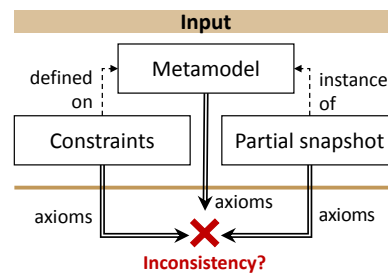 Input
defined
on
Metamodel
instance
of
Constraints
Partial snapshot
axioms
axioms
axioms
Inconsistency?